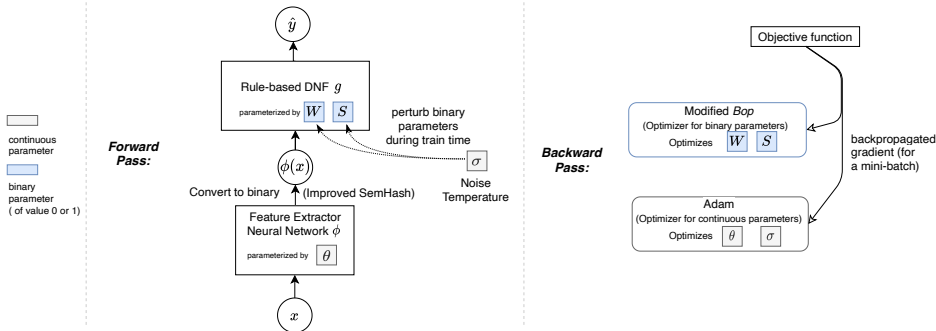 continuous
parameter
binary
parameter
( of value 0 or 1)
Forward
Pass:
ŷ
Rule-based DNF g
parameterized by W S
perturb binary
parameters
during train time
σ
Noise
Temperature
ϕ(x)
Convert to binary (Improved SemHash)
Feature Extractor
Neural Network ϕ
parameterized by θ
x
Backward
Pass:
Objective function
Modified Bop
(Optimizer for binary parameters)
Optimizes W S
backpropagated
gradient (for
a mini-batch)
Adam
(Optimizer for continuous parameters)
Optimizes θ σ